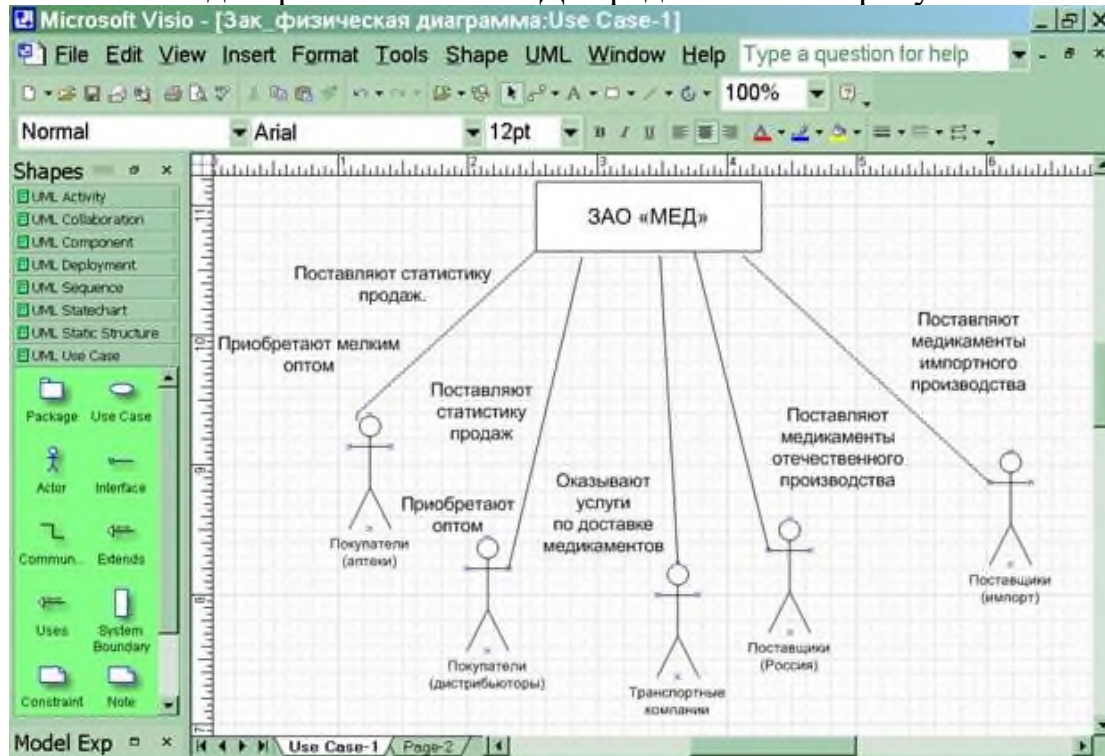 Microsoft Visio - [Зак_физическая диаграмма:Use Case-1]
File Edit View Insert Format Tools Shape UML Window Help Type a question for help
100%
Normal Arial 12pt
Shapes
UML Activity
UML Collaboration
UML Component
UML Deployment
UML Sequence
UML Statechart
UML Static Structure
UML Use Case
Package Use Case
Actor Interface
Commun... Extends
Uses System
Boundary
Constraint Note
Model Exp
ЗАО «МЕД»
Поставляют статистику
продаж.
Приобретают мелким
оптом
Покупатели
(аптеки)
Поставляют
статистику
продаж
Приобретают
оптом
Покупатели
(дистрибьюторы)
Оказывают
услуги
по доставке
медикаментов
Транспортные
компании
Поставляют
медикаменты
отечественного
производства
Поставщики
(Россия)
Поставляют
медикаменты
импортного
производства
Поставщики
(импорт)
Use Case-1 Page-2